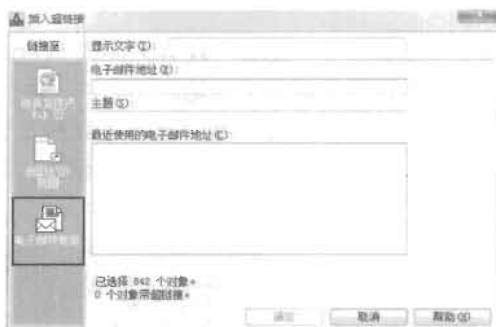 插入超链接
链接至:
显示文字(T):
电子邮件地址(E):
主题(S):
最近使用的电子邮件地址(C):
电子邮件地址
已选择 842 个对象。
0 个对象带超链接。
确定
取消
帮助(H)